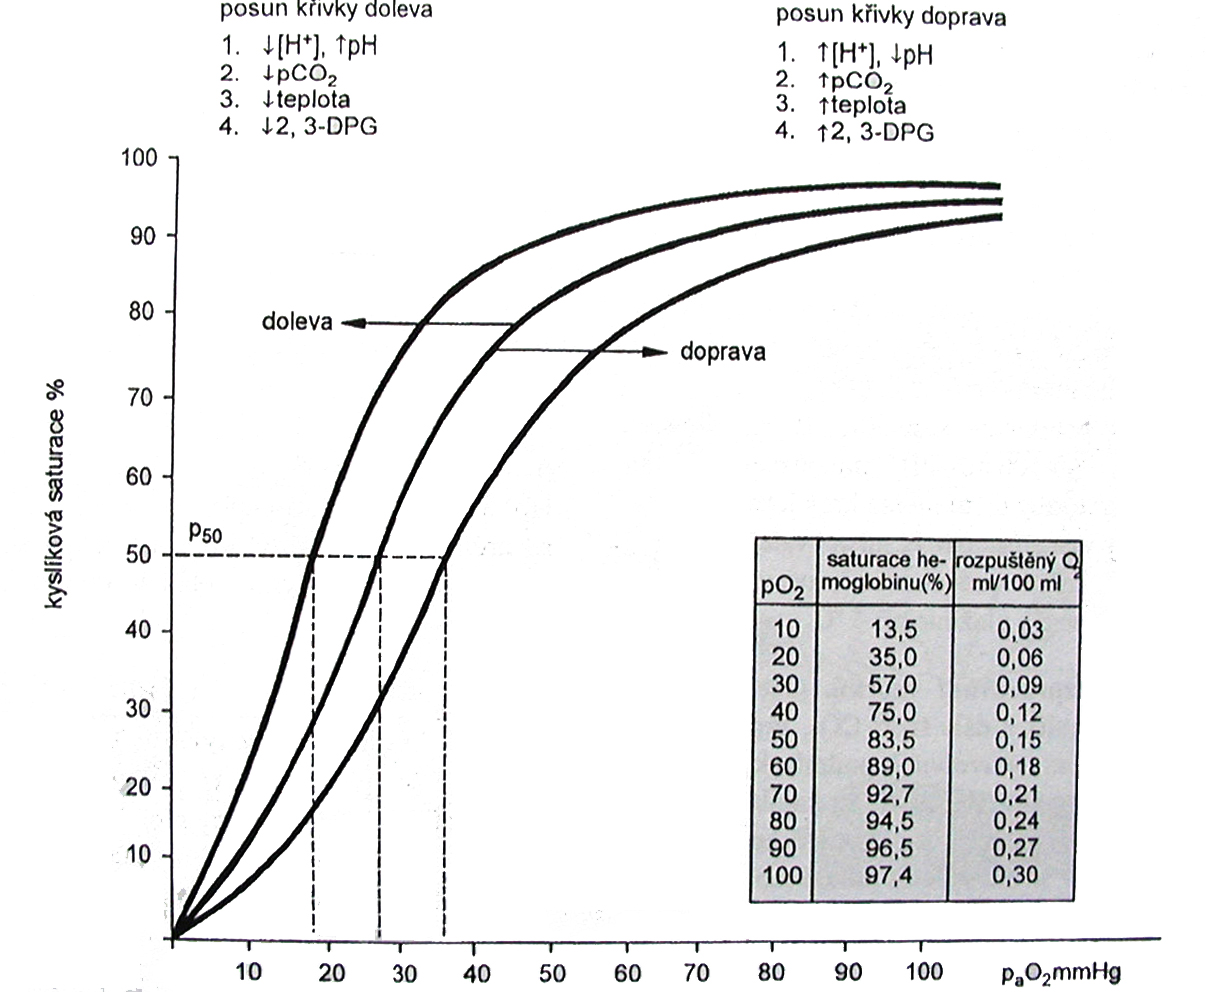 posun křivky doleva
1. ↓[H⁺], ↑pH
2. ↓pCO₂
3. ↓teplota
4. ↓2, 3-DPG
posun křivky doprava
1. ↑[H⁺], ↓pH
2. ↑pCO₂
3. ↑teplota
4. ↑2, 3-DPG
kyslíková saturace %
100
90
80
70
60
50
40
30
20
10
doleva
doprava
p₅₀
pO₂ saturace he- rozpuštěný O₂
moglobinu(%) ml/100 ml
10 13,5 0,03
20 35,0 0,06
30 57,0 0,09
40 75,0 0,12
50 83,5 0,15
60 89,0 0,18
70 92,7 0,21
80 94,5 0,24
90 96,5 0,27
100 97,4 0,30
10 20 30 40 50 60 70 80 90 100 pₐO₂mmHg